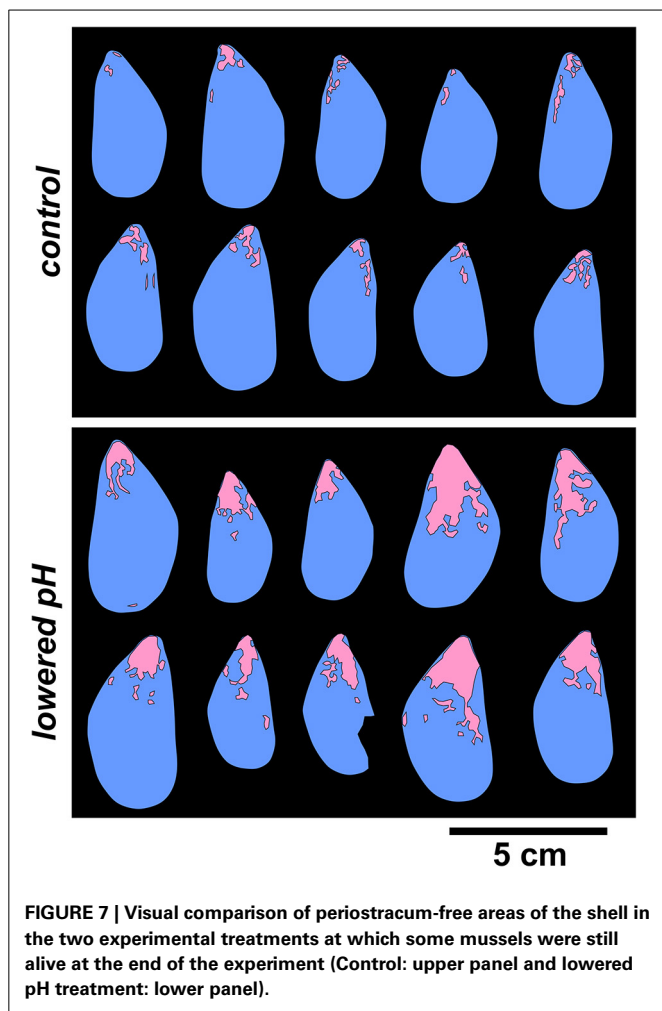 control
lowered pH
5 cm
FIGURE 7 | Visual comparison of periostracum-free areas of the shell in
the two experimental treatments at which some mussels were still
alive at the end of the experiment (Control: upper panel and lowered
pH treatment: lower panel).